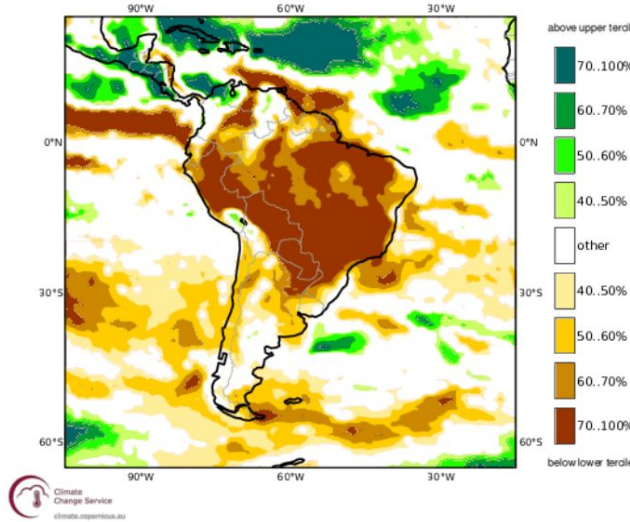 90°W 60°W 30°W
above upper tercil
70..100%
60..70%
0°N 0°N
50..60%
40..50%
other
30°S 30°S
40..50%
50..60%
60..70%
70..100%
60°S 60°S
below lower tercile
90°W 60°W 30°W
Climate
Change Service
climate.copernicus.eu